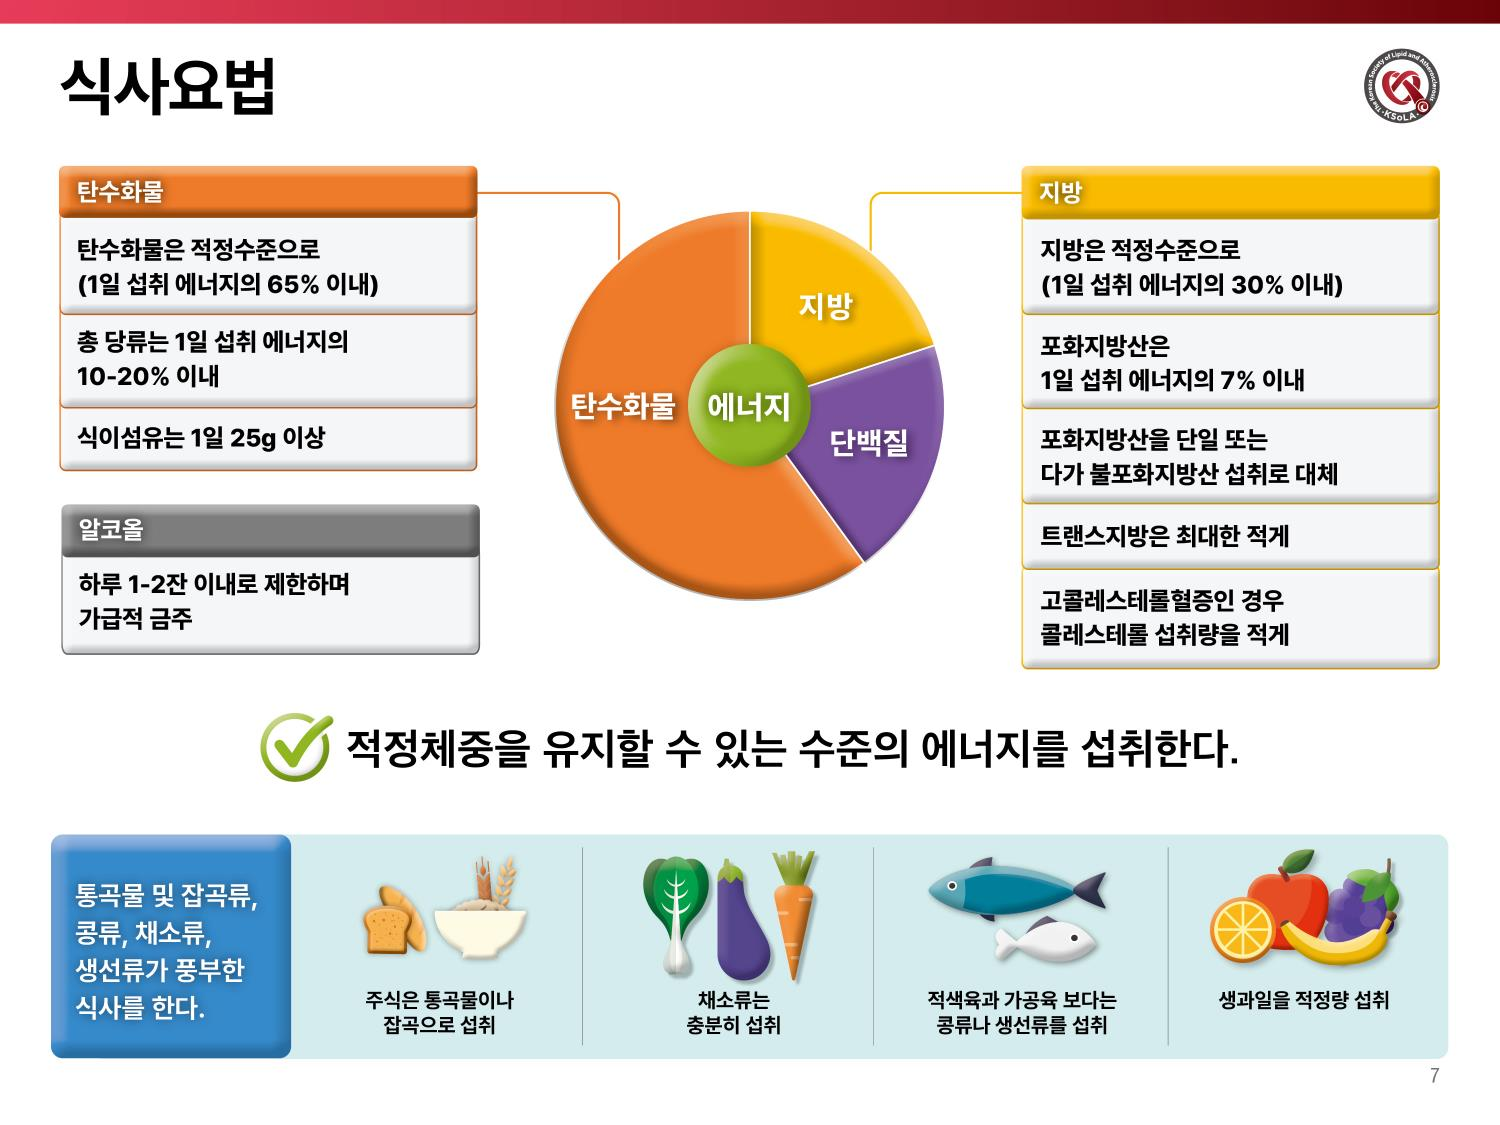 식사요법
The Korean Society of Lipid and Atherosclerosis
KSoLA
탄수화물
탄수화물은 적정수준으로
(1일 섭취 에너지의 65% 이내)
총 당류는 1일 섭취 에너지의
10-20% 이내
식이섬유는 1일 25g 이상
알코올
하루 1-2잔 이내로 제한하며
가급적 금주
지방
탄수화물
에너지
단백질
지방
지방은 적정수준으로
(1일 섭취 에너지의 30% 이내)
포화지방산은
1일 섭취 에너지의 7% 이내
포화지방산을 단일 또는
다가 불포화지방산 섭취로 대체
트랜스지방은 최대한 적게
고콜레스테롤혈증인 경우
콜레스테롤 섭취량을 적게
적정체중을 유지할 수 있는 수준의 에너지를 섭취한다.
통곡물 및 잡곡류,
콩류, 채소류,
생선류가 풍부한
식사를 한다.
주식은 통곡물이나
잡곡으로 섭취
채소류는
충분히 섭취
적색육과 가공육 보다는
콩류나 생선류를 섭취
생과일을 적정량 섭취
7